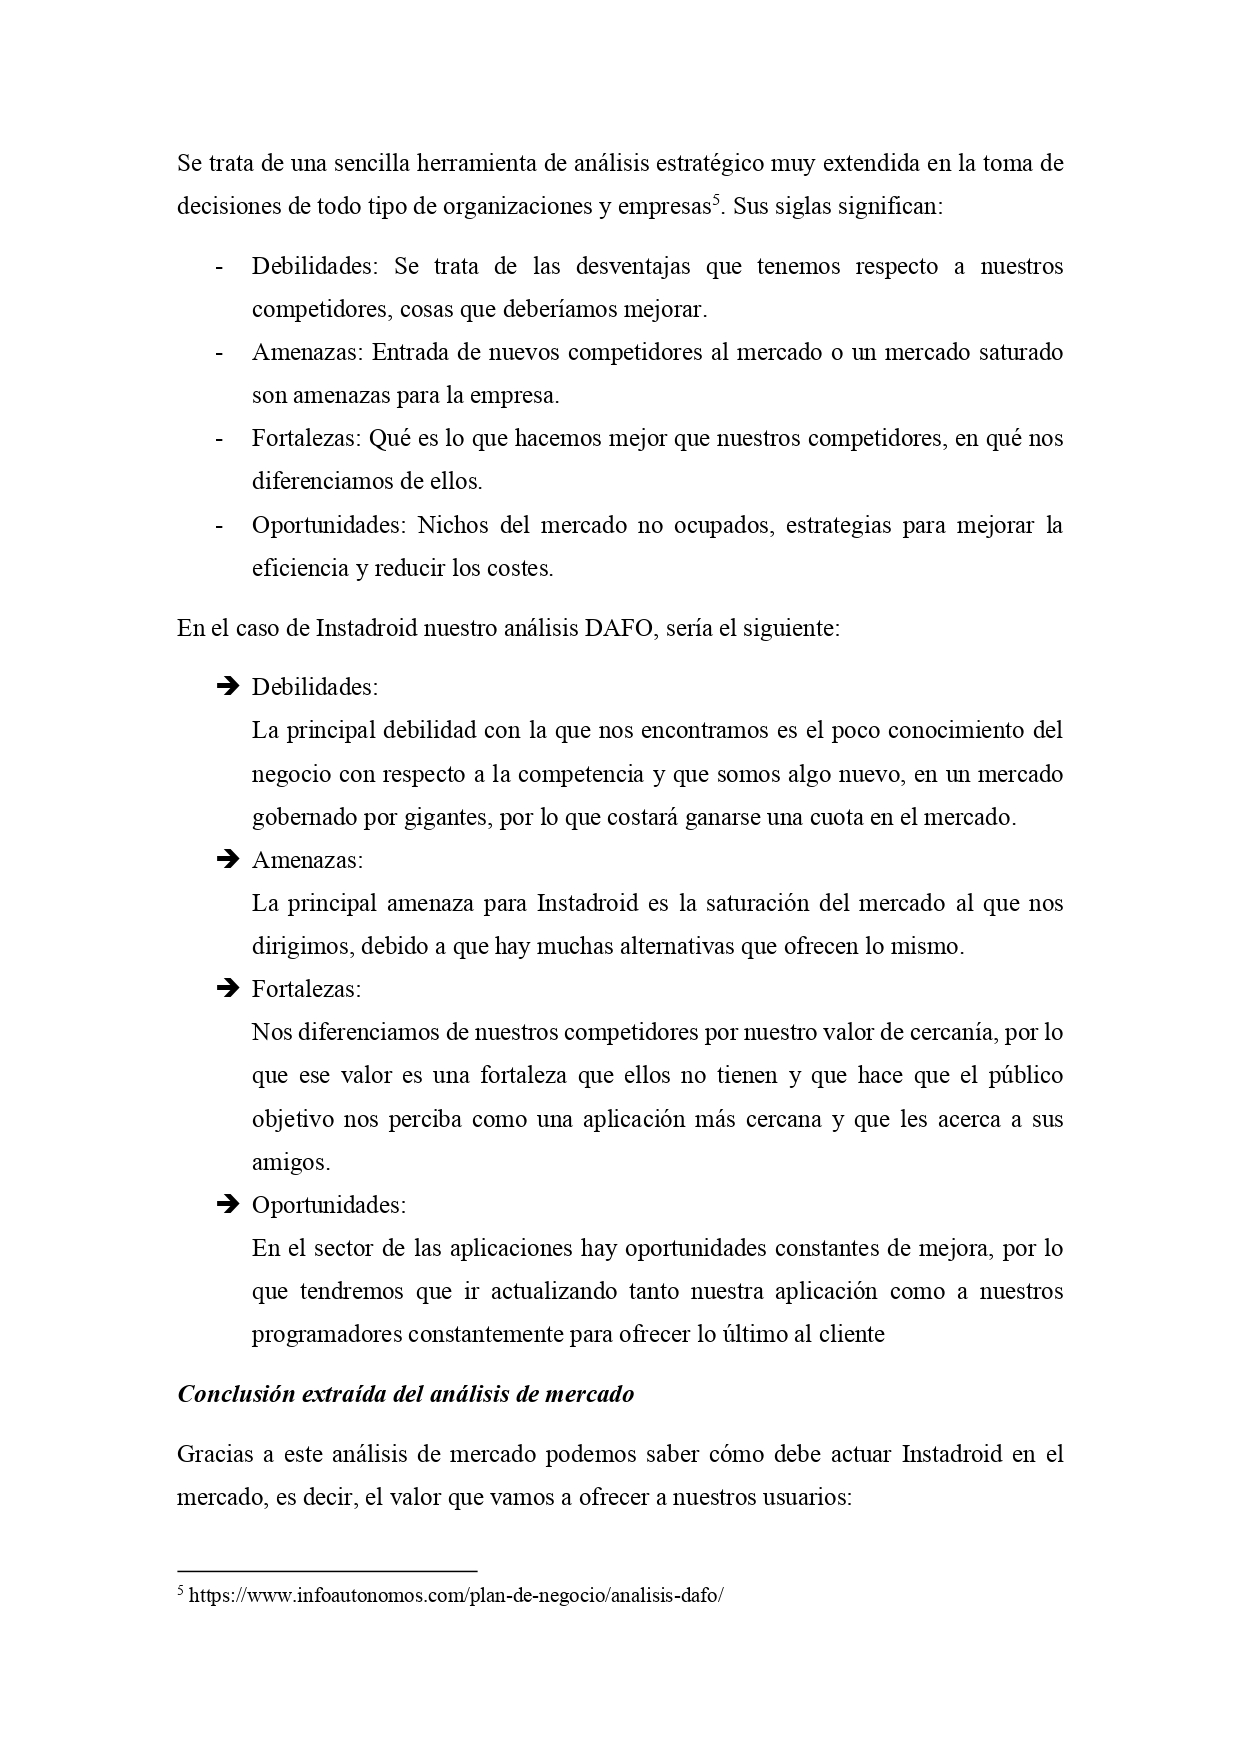 Se trata de una sencilla herramienta de análisis estratégico muy extendida en la toma de
decisiones de todo tipo de organizaciones y empresas5. Sus siglas significan:
- Debilidades: Se trata de las desventajas que tenemos respecto a nuestros
competidores, cosas que deberíamos mejorar.
- Amenazas: Entrada de nuevos competidores al mercado o un mercado saturado
son amenazas para la empresa.
- Fortalezas: Qué es lo que hacemos mejor que nuestros competidores, en qué nos
diferenciamos de ellos.
- Oportunidades: Nichos del mercado no ocupados, estrategias para mejorar la
eficiencia y reducir los costes.
En el caso de Instadroid nuestro análisis DAFO, sería el siguiente:
➔ Debilidades:
La principal debilidad con la que nos encontramos es el poco conocimiento del
negocio con respecto a la competencia y que somos algo nuevo, en un mercado
gobernado por gigantes, por lo que costará ganarse una cuota en el mercado.
➔ Amenazas:
La principal amenaza para Instadroid es la saturación del mercado al que nos
dirigimos, debido a que hay muchas alternativas que ofrecen lo mismo.
➔ Fortalezas:
Nos diferenciamos de nuestros competidores por nuestro valor de cercanía, por lo
que ese valor es una fortaleza que ellos no tienen y que hace que el público
objetivo nos perciba como una aplicación más cercana y que les acerca a sus
amigos.
➔ Oportunidades:
En el sector de las aplicaciones hay oportunidades constantes de mejora, por lo
que tendremos que ir actualizando tanto nuestra aplicación como a nuestros
programadores constantemente para ofrecer lo último al cliente
Conclusión extraída del análisis de mercado
Gracias a este análisis de mercado podemos saber cómo debe actuar Instadroid en el
mercado, es decir, el valor que vamos a ofrecer a nuestros usuarios:
5 https://www.infoautonomos.com/plan-de-negocio/analisis-dafo/